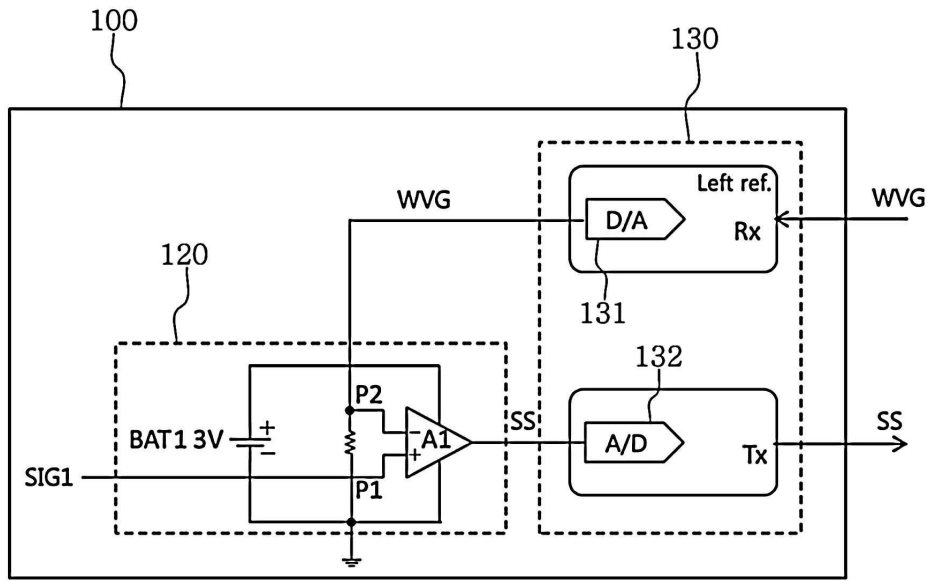 100
130
Left ref.
WVG
WVG
D/A
Rx
120
131
132
P2
BAT1 3V
+
−
−
+
A1
SS
SS
A/D
Tx
SIG1
P1